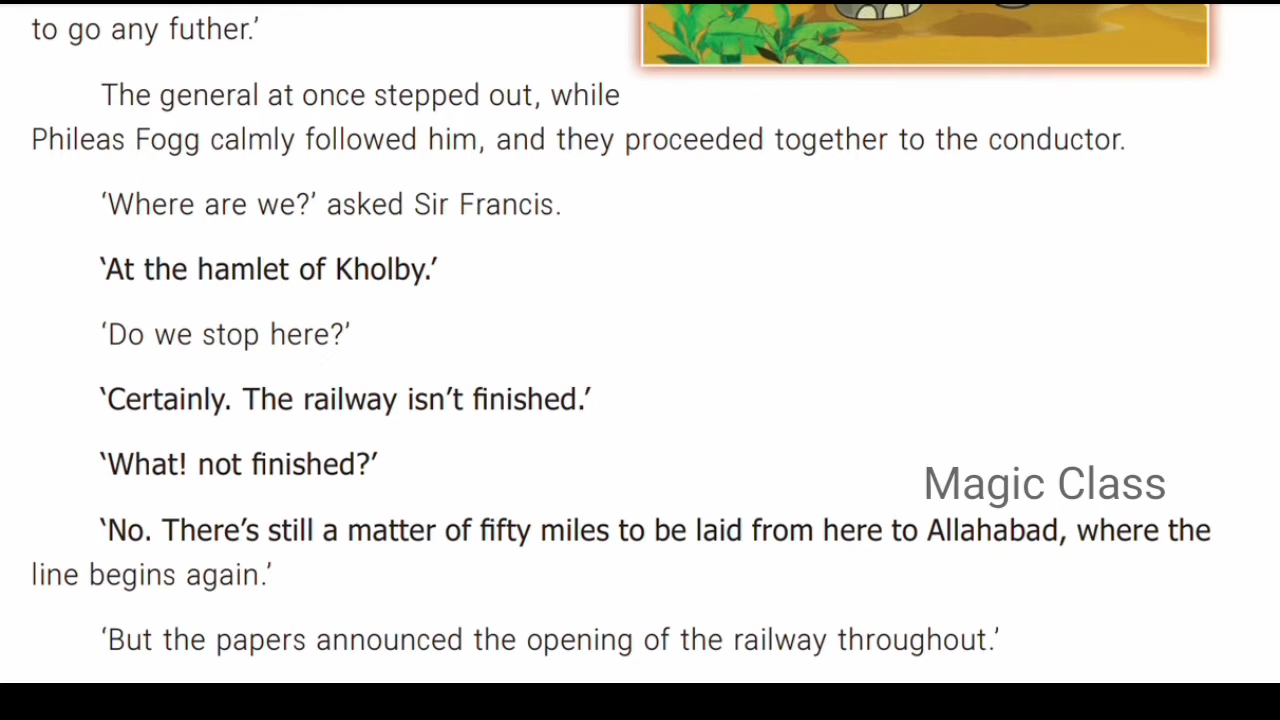 to go any futher.’
The general at once stepped out, while
Phileas Fogg calmly followed him, and they proceeded together to the conductor.
‘Where are we?’ asked Sir Francis.
‘At the hamlet of Kholby.’
‘Do we stop here?’
‘Certainly. The railway isn’t finished.’
‘What! not finished?’
Magic Class
‘No. There’s still a matter of fifty miles to be laid from here to Allahabad, where the
line begins again.’
‘But the papers announced the opening of the railway throughout.’